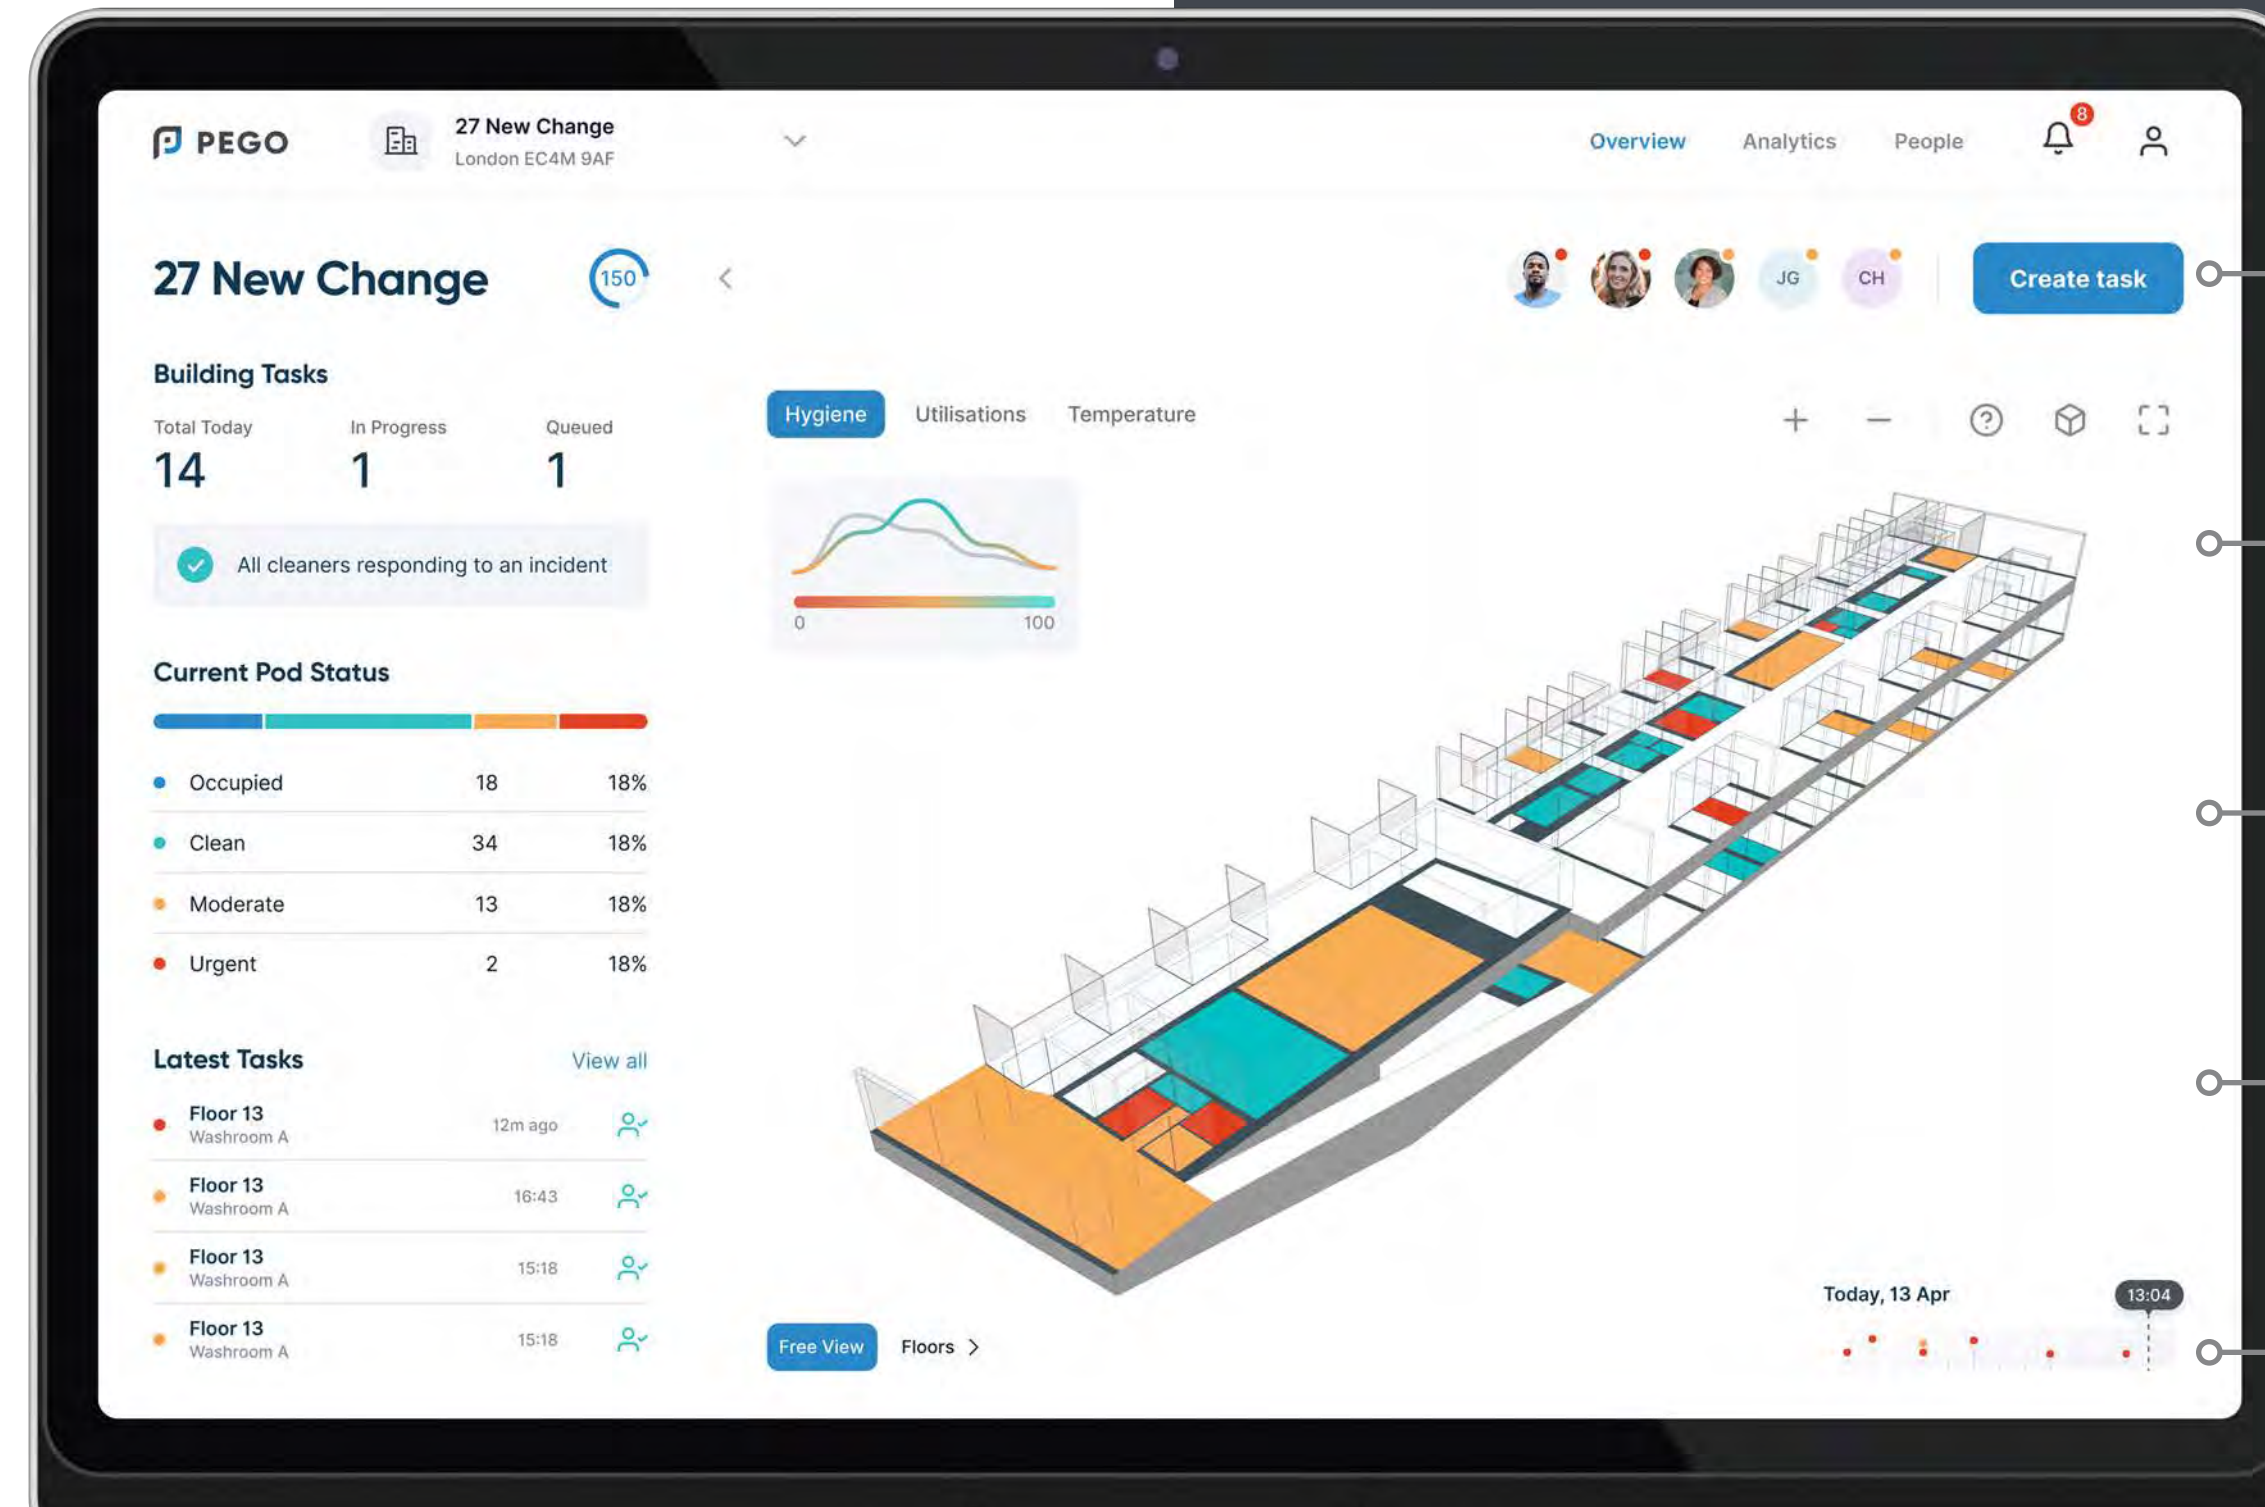 PEGO
27 New Change
London EC4M 9AF
Overview
Analytics
People
8
27 New Change
150
JG
CH
Create task
Building Tasks
Total Today
In Progress
Queued
14
1
1
All cleaners responding to an incident
Current Pod Status
Occupied 18 18%
Clean 34 18%
Moderate 13 18%
Urgent 2 18%
Latest Tasks
View all
Floor 13
Washroom A
12m ago
Floor 13
Washroom A
16:43
Floor 13
Washroom A
15:18
Floor 13
Washroom A
15:18
Hygiene
Utilisations
Temperature
0
100
Free View
Floors
Today, 13 Apr
13:04